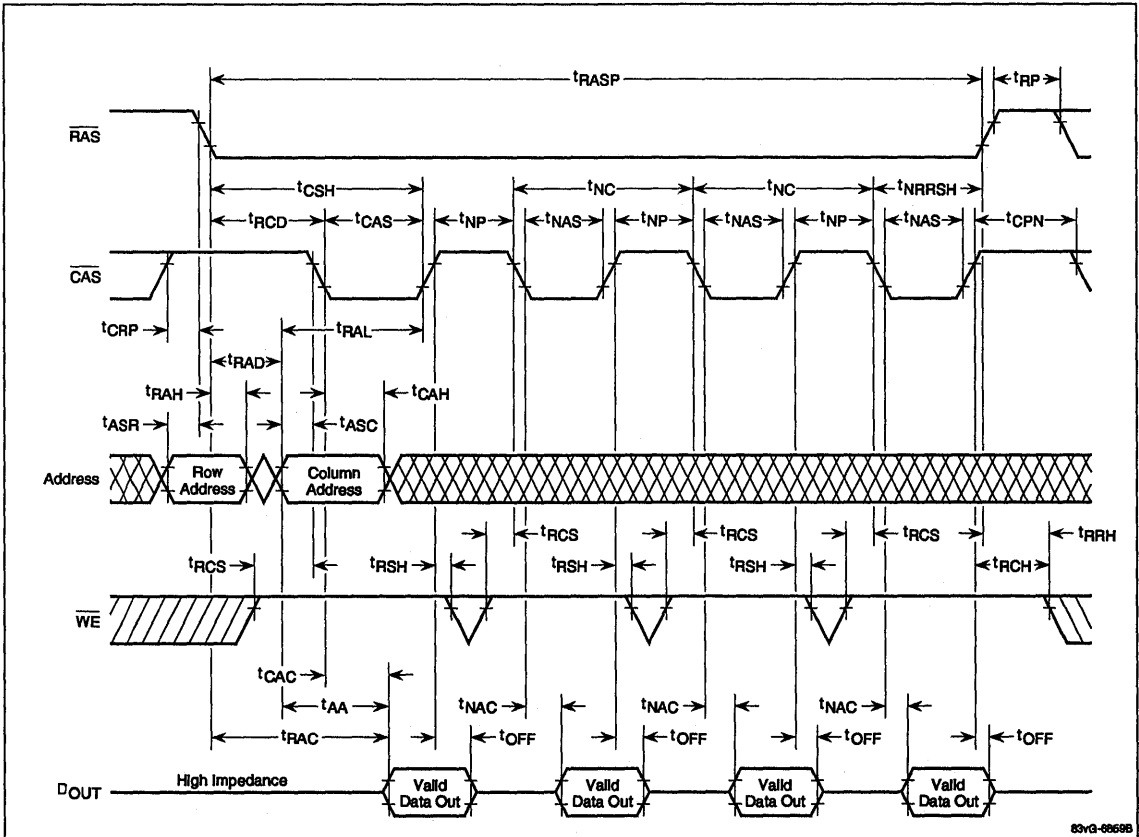 tRASP tRP
RAS
tCSH tNC tNC tNRRSH
tRCD tCAS tNP tNAS tNP tNAS tNP tNAS tCPN
CAS
tCRP tRAL
tRAD
tRAH tCAH
tASR tASC
Address Row Address Column Address
tRCS tRCS tRCS tRRH
tRCS tRSH tRSH tRSH tRCH
WE
tCAC
tAA tNAC tNAC tNAC
tRAC tOFF tOFF tOFF tOFF
DOUT High Impedance Valid Data Out Valid Data Out Valid Data Out Valid Data Out
83vG-6869B